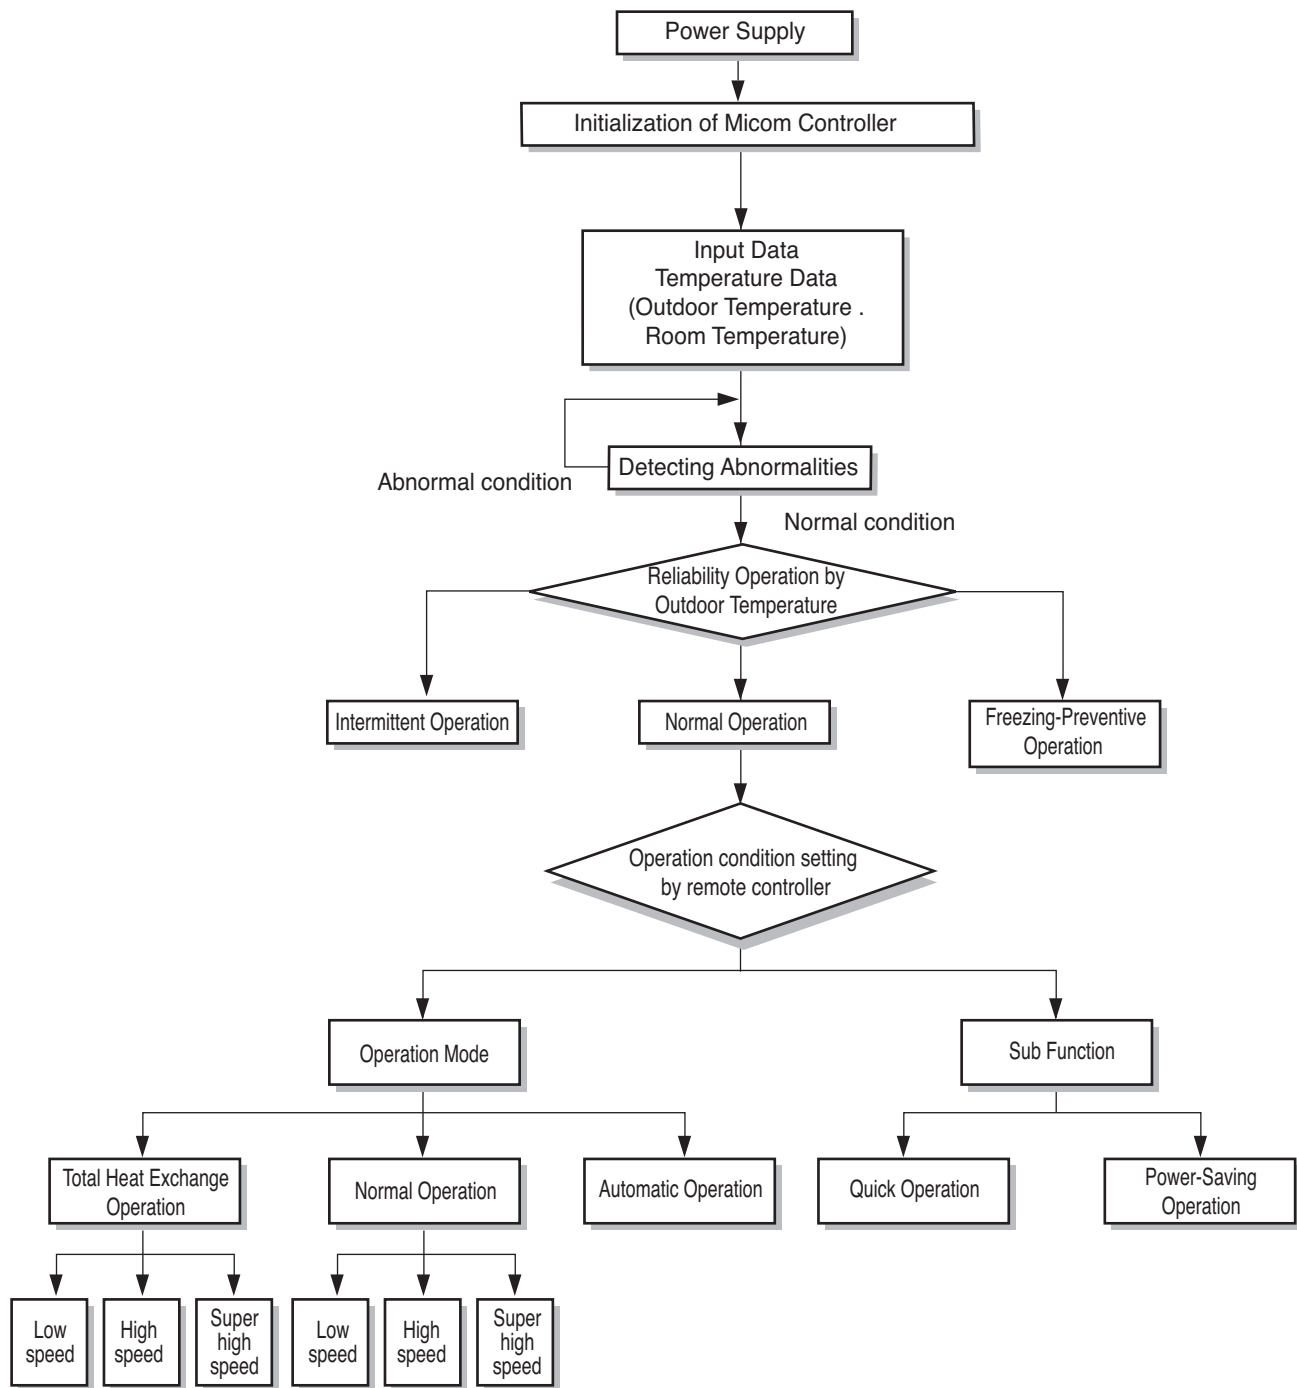 Power Supply
Initialization of Micom Controller
Input Data
Temperature Data
(Outdoor Temperature .
Room Temperature)
Detecting Abnormalities
Abnormal condition
Normal condition
Reliability Operation by
Outdoor Temperature
Intermittent Operation
Normal Operation
Freezing-Preventive
Operation
Operation condition setting
by remote controller
Operation Mode
Sub Function
Total Heat Exchange
Operation
Normal Operation
Automatic Operation
Quick Operation
Power-Saving
Operation
Low
speed
High
speed
Super
high
speed
Low
speed
High
speed
Super
high
speed